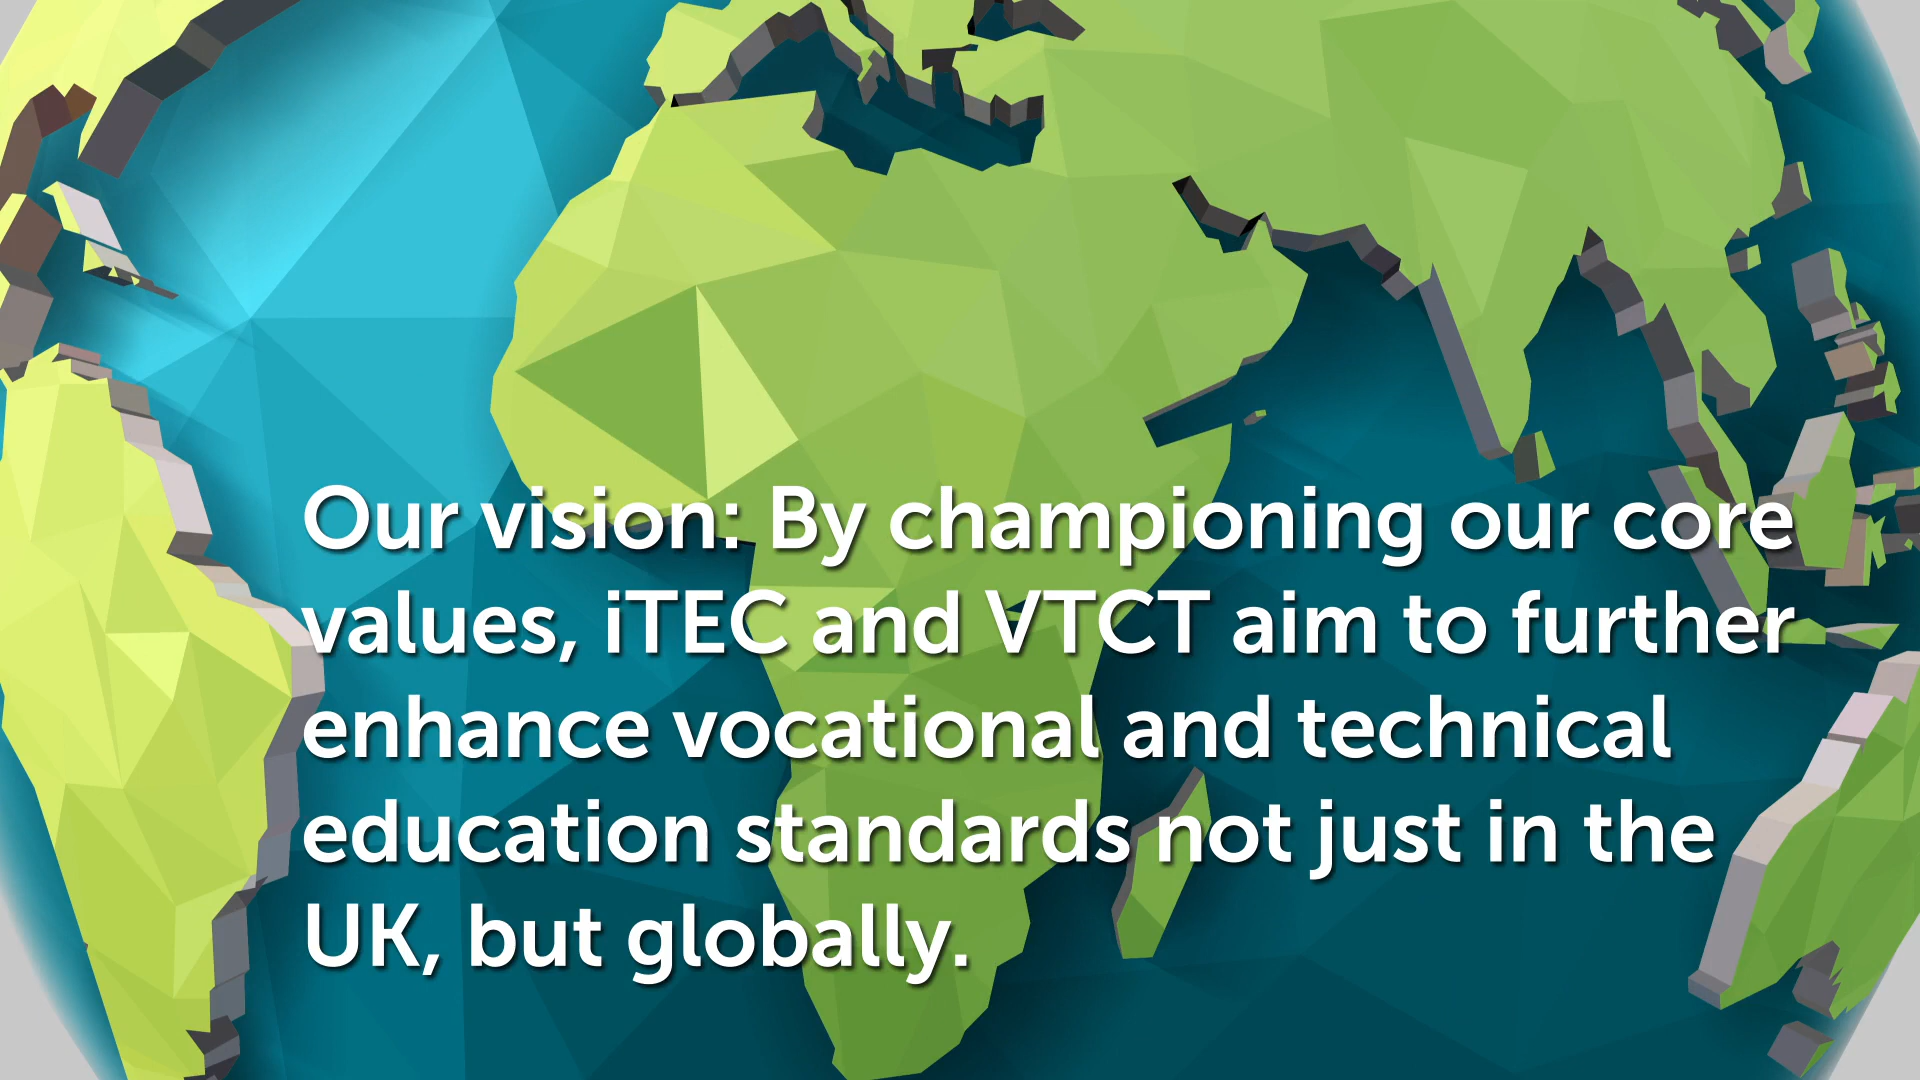 Our vision: By championing our core
values, iTEC and VTCT aim to further
enhance vocational and technical
education standards not just in the
UK, but globally.